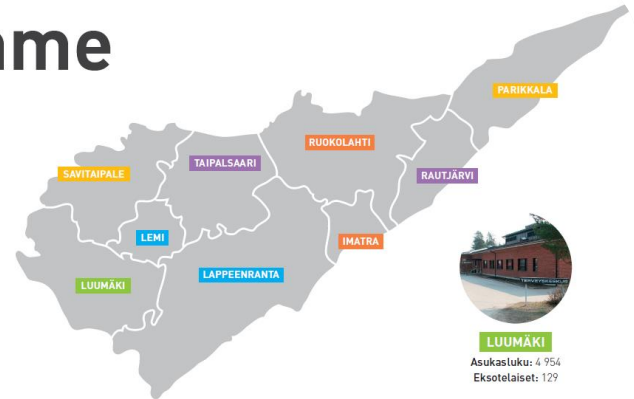 me
PARIKKALA
RUOKOLAHTI
TAIPALSAARI
SAVITAIPALE
RAUTJÄRVI
LEMI
IMATRA
LAPPEENRANTA
LUUMÄKI
LUUMÄKI
Asukasluku: 4 954
Eksotelaiset: 129